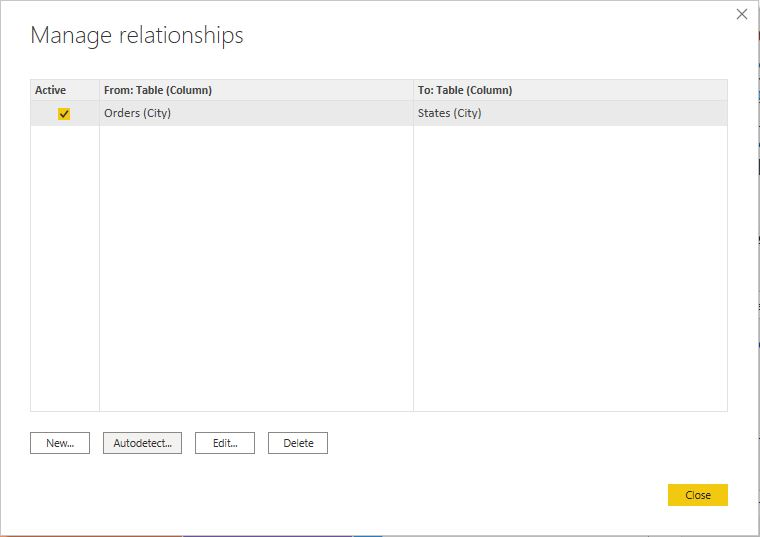 Manage relationships
Active From: Table (Column) To: Table (Column)
Orders (City) States (City)
New... Autodetect... Edit... Delete
Close